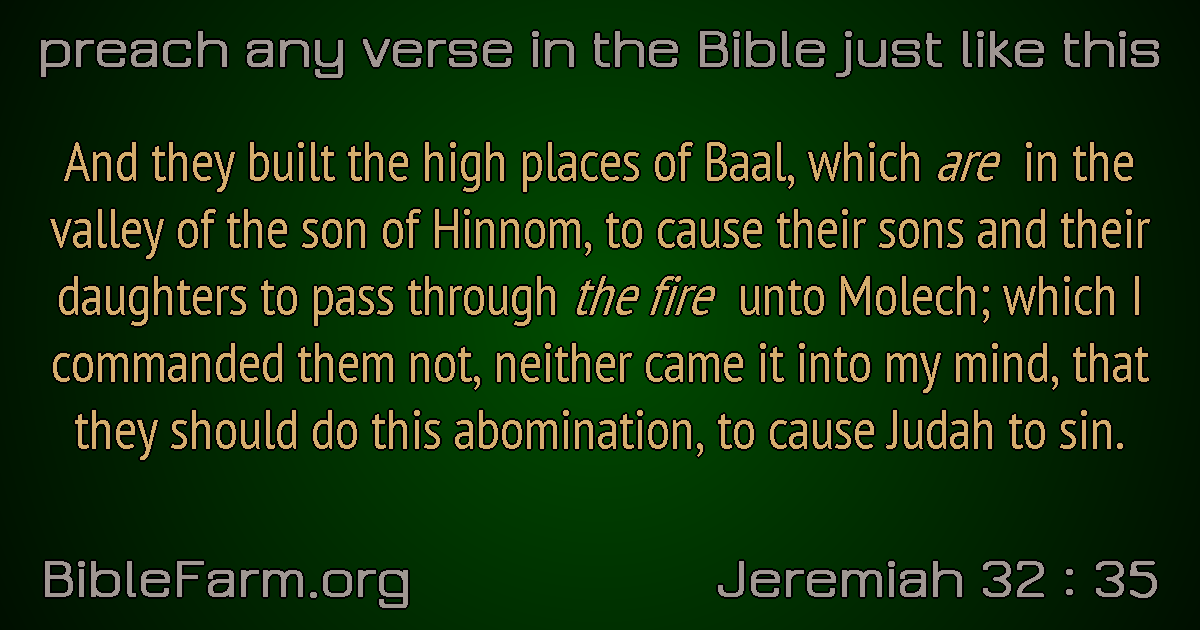 preach any verse in the Bible just like this
And they built the high places of Baal, which are in the
valley of the son of Hinnom, to cause their sons and their
daughters to pass through the fire unto Molech; which I
commanded them not, neither came it into my mind, that
they should do this abomination, to cause Judah to sin.
BibleFarm.org
Jeremiah 32 : 35